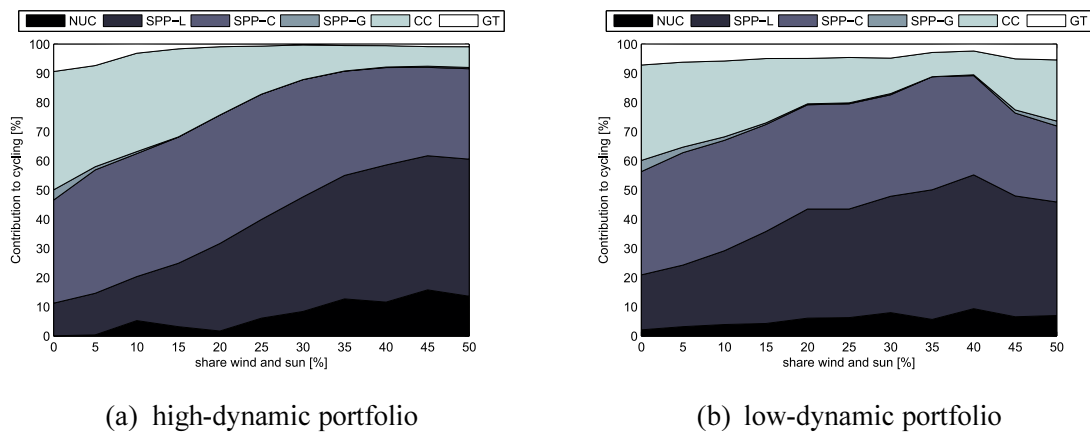 NUC SPP−L SPP−C SPP−G CC GT
100
90
80
70
60
50
40
30
20
10
0
Contribution to cycling [%]
0 5 10 15 20 25 30 35 40 45 50
share wind and sun [%]
(a) high-dynamic portfolio
NUC SPP−L SPP−C SPP−G CC GT
100
90
80
70
60
50
40
30
20
10
0
Contribution to cycling [%]
0 5 10 15 20 25 30 35 40 45 50
share wind and sun [%]
(b) low-dynamic portfolio